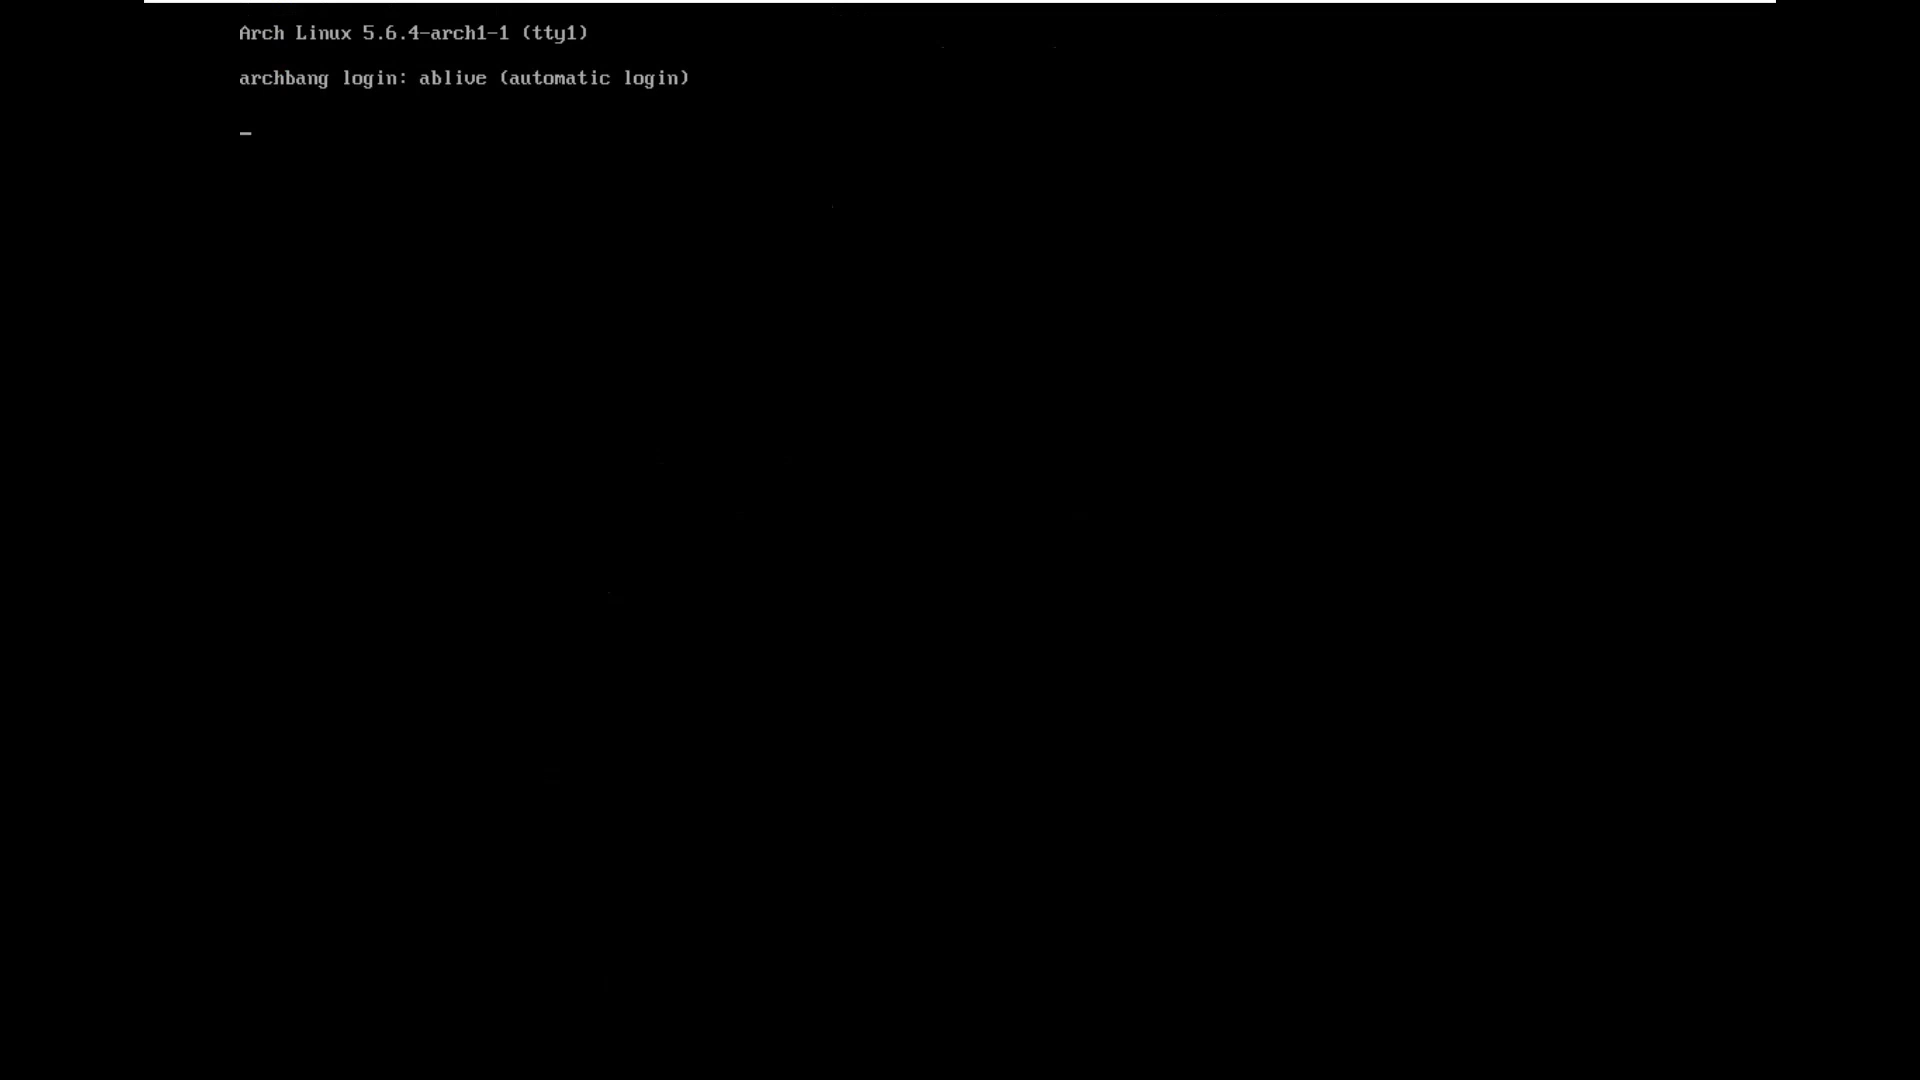 Arch Linux 5.6.4-arch1-1 (tty1)
archbang login: ablive (automatic login)
_